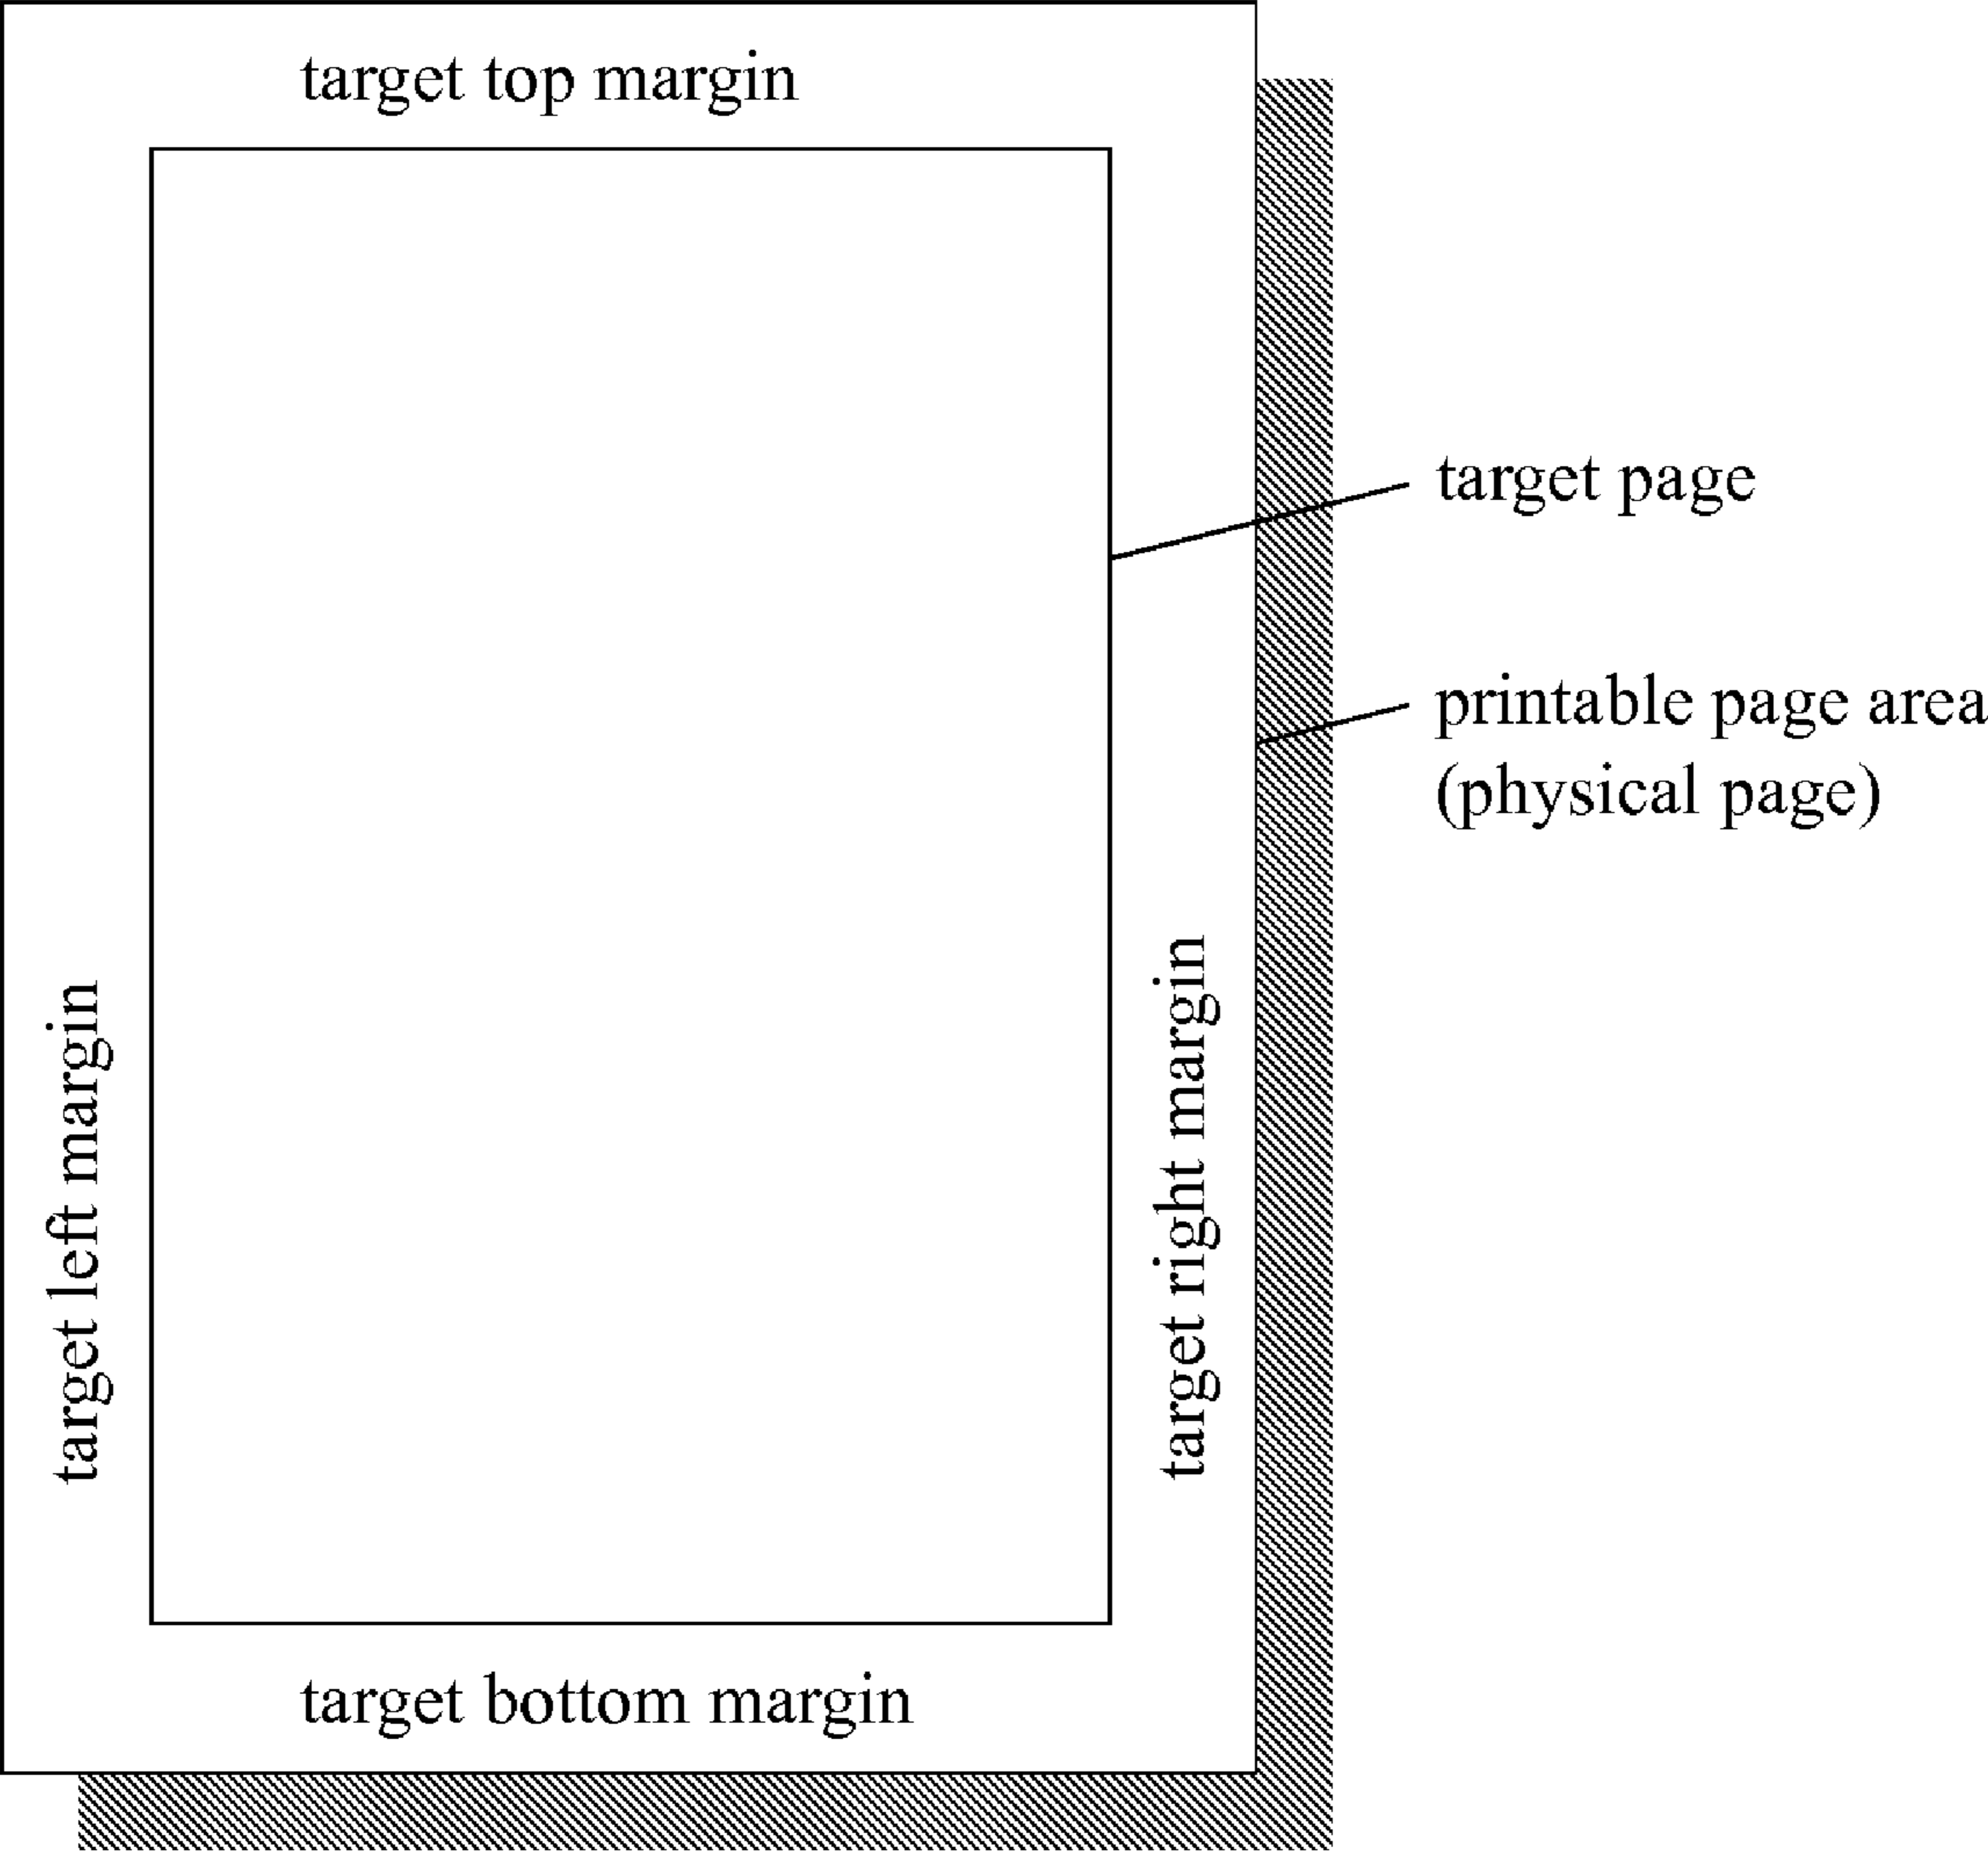 target top margin
target page
printable page area
(physical page)
target left margin
target right margin
target bottom margin